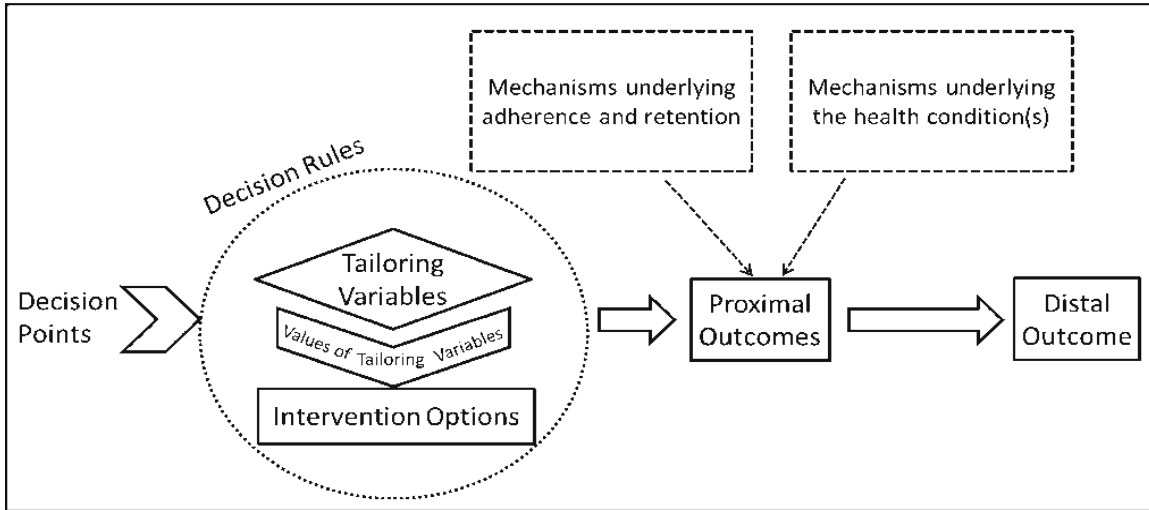 Mechanisms underlying
adherence and retention
Mechanisms underlying
the health condition(s)
Decision Rules
Decision
Points
Tailoring
Variables
Values of Tailoring Variables
Intervention Options
Proximal
Outcomes
Distal
Outcome